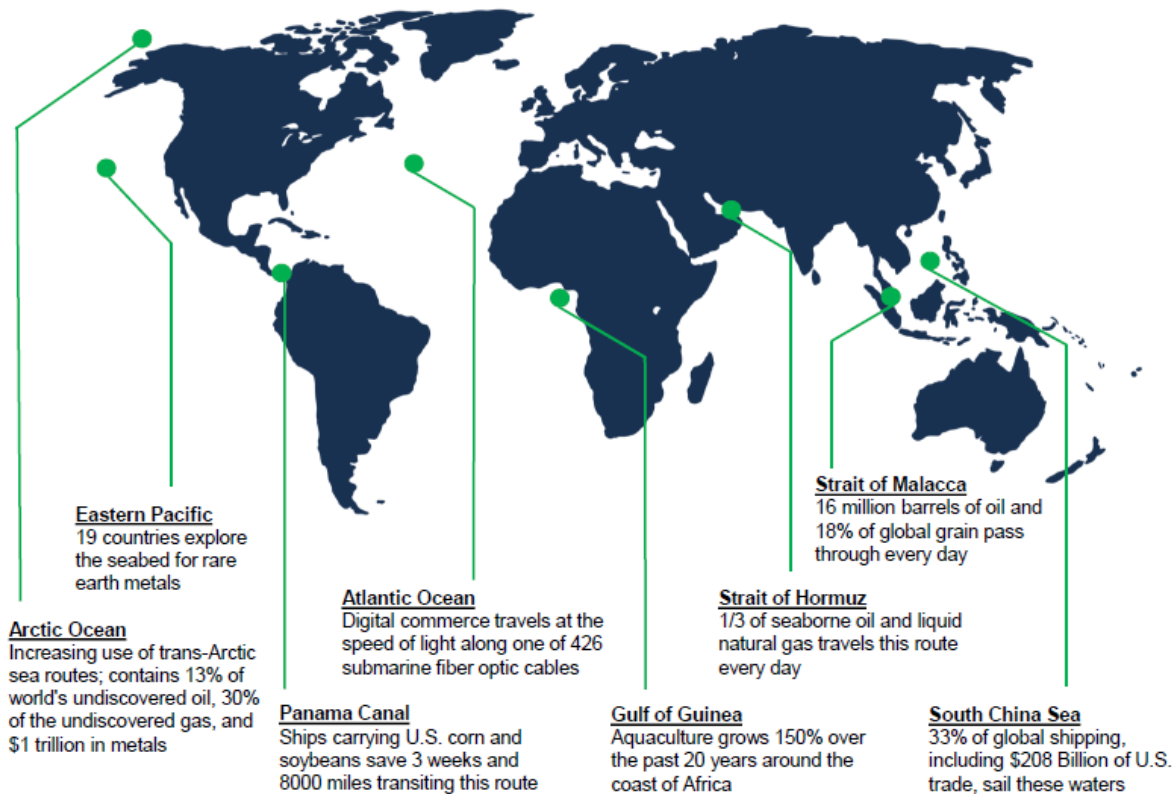 Eastern Pacific
19 countries explore
the seabed for rare
earth metals
Arctic Ocean
Increasing use of trans-Arctic
sea routes; contains 13% of
world's undiscovered oil, 30%
of the undiscovered gas, and
$1 trillion in metals
Panama Canal
Ships carrying U.S. corn and
soybeans save 3 weeks and
8000 miles transiting this route
Atlantic Ocean
Digital commerce travels at the
speed of light along one of 426
submarine fiber optic cables
Gulf of Guinea
Aquaculture grows 150% over
the past 20 years around the
coast of Africa
Strait of Malacca
16 million barrels of oil and
18% of global grain pass
through every day
Strait of Hormuz
1/3 of seaborne oil and liquid
natural gas travels this route
every day
South China Sea
33% of global shipping,
including $208 Billion of U.S.
trade, sail these waters